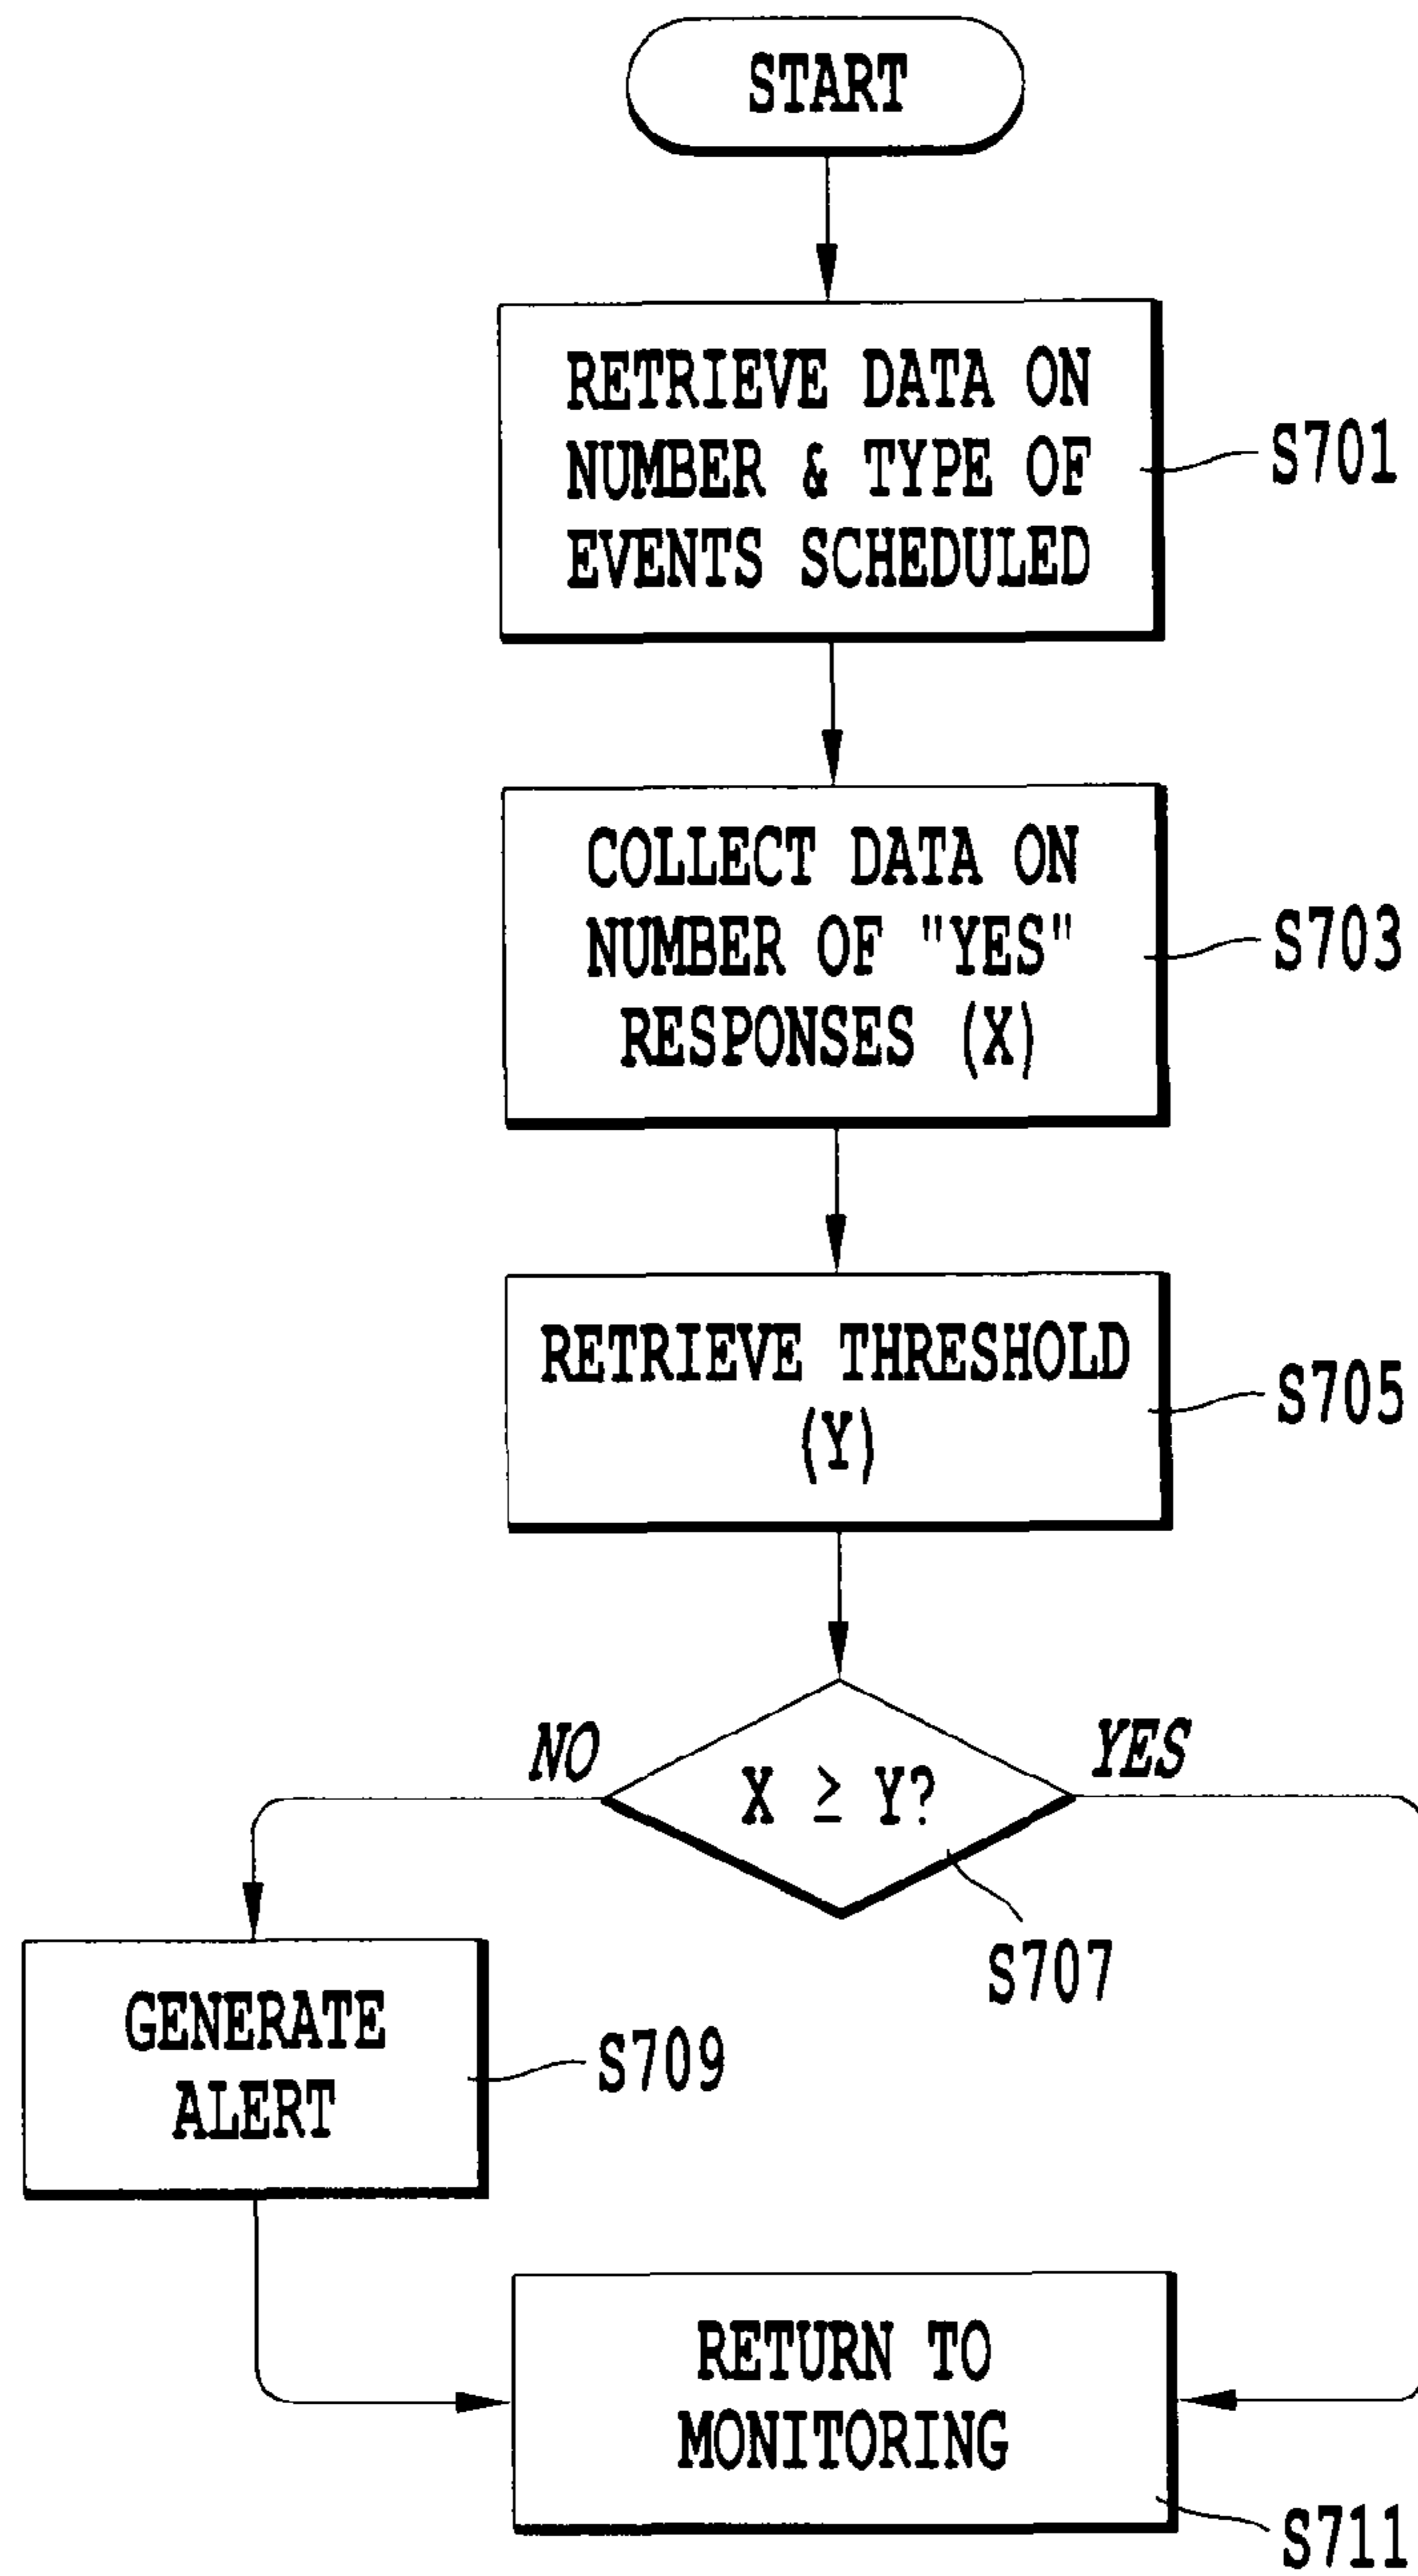 START
RETRIEVE DATA ON
NUMBER & TYPE OF
EVENTS SCHEDULED
S701
COLLECT DATA ON
NUMBER OF "YES"
RESPONSES (X)
S703
RETRIEVE THRESHOLD
(Y)
S705
NO
X ≥ Y?
YES
S707
GENERATE
ALERT
S709
RETURN TO
MONITORING
S711